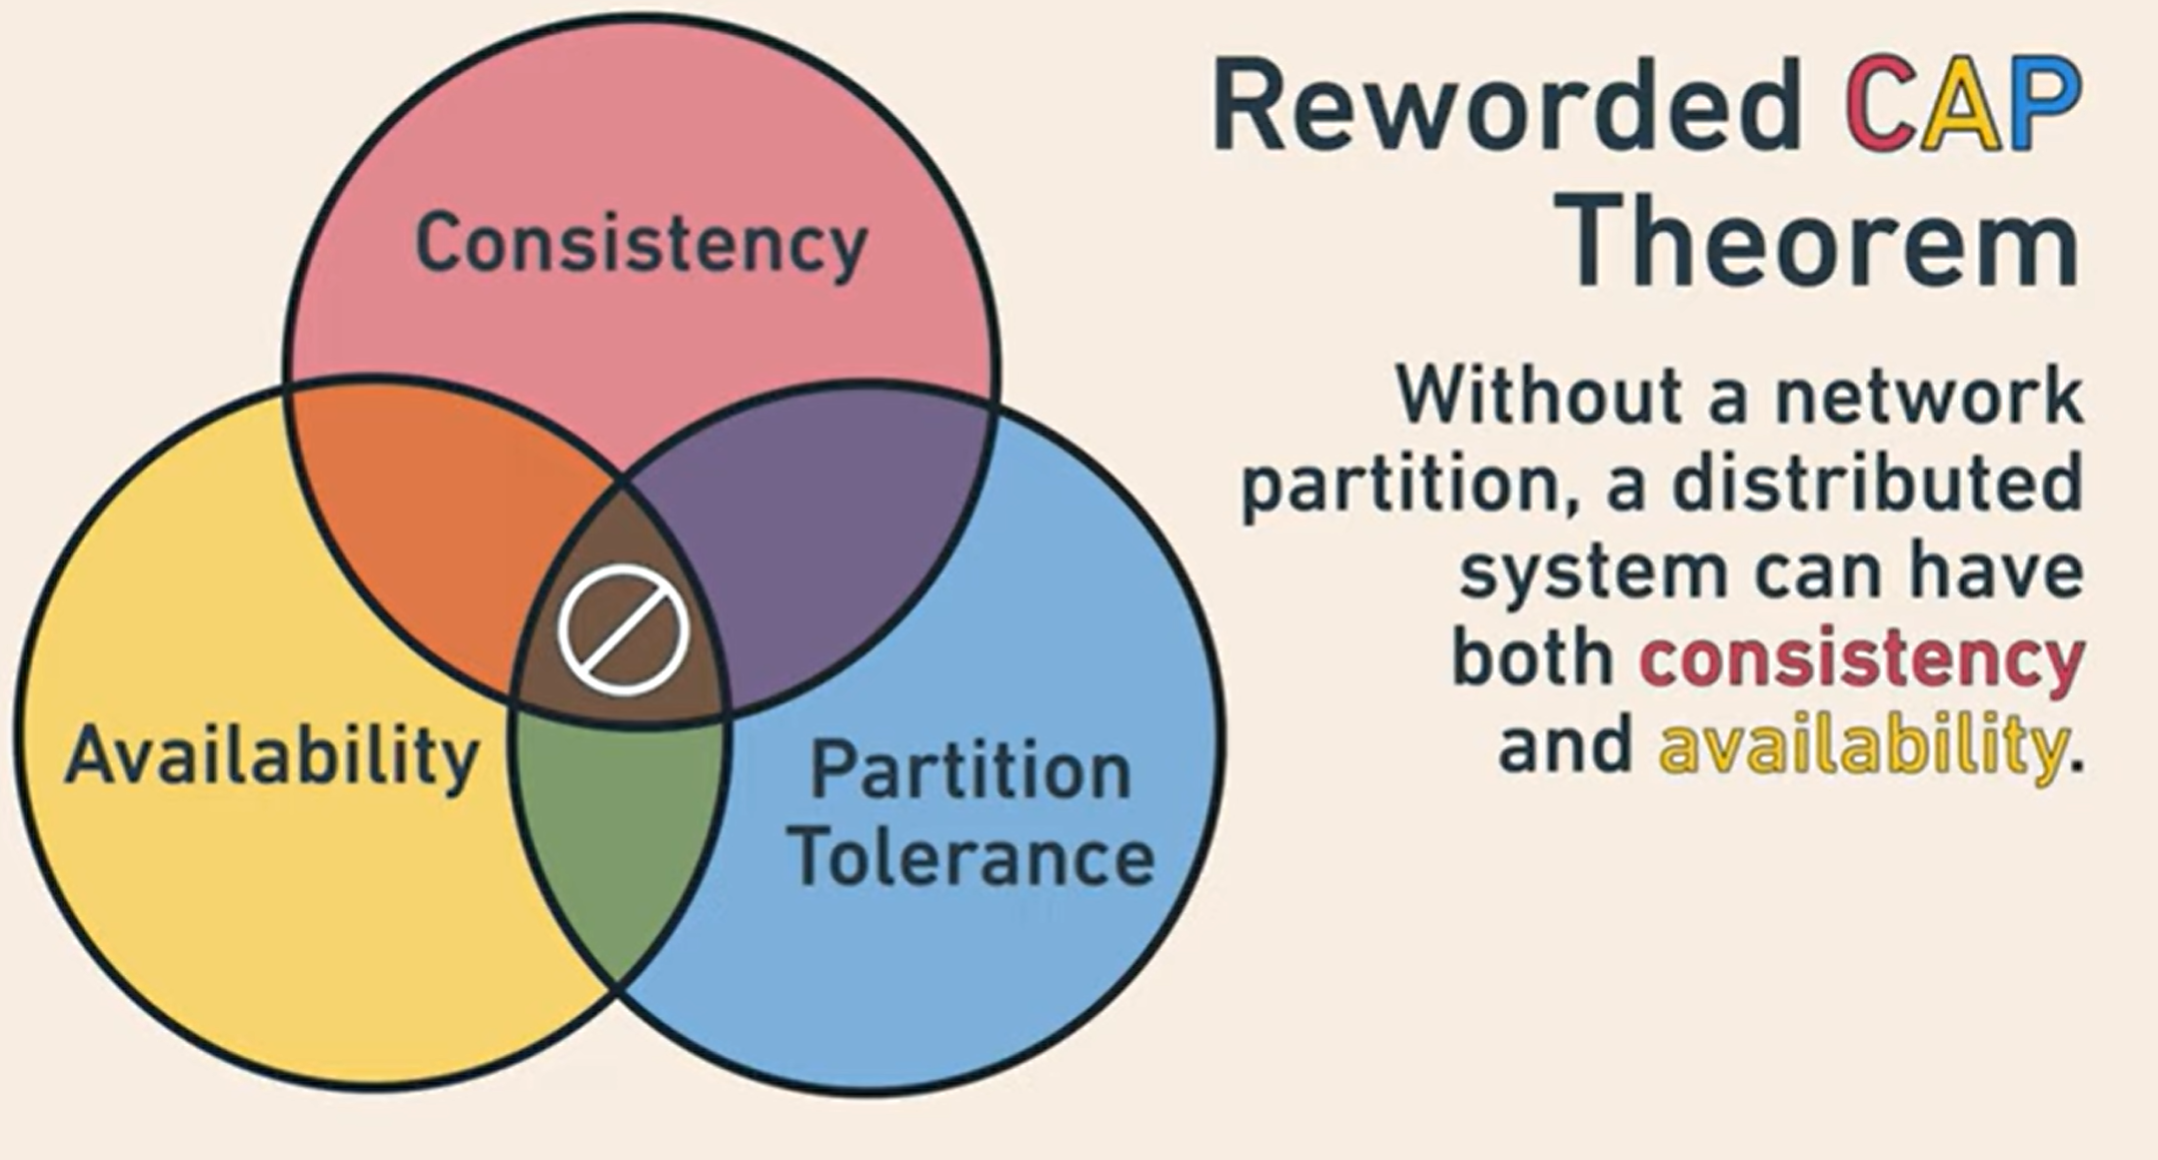 Consistency
Availability
Partition
Tolerance
Reworded CAP
Theorem
Without a network
partition, a distributed
system can have
both consistency
and availability.